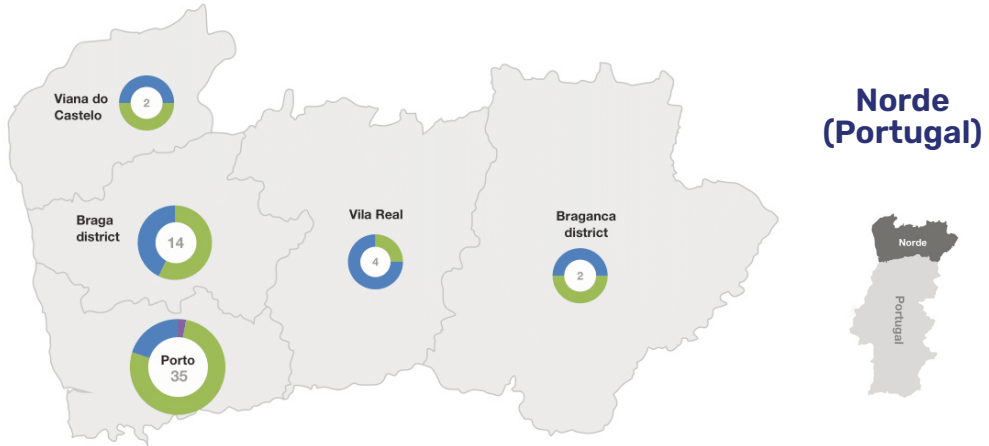 Viana do
Castelo
2
Braga
district
14
Porto
35
Vila Real
4
Braganca
district
2
Norde
(Portugal)
Norde
Portugal